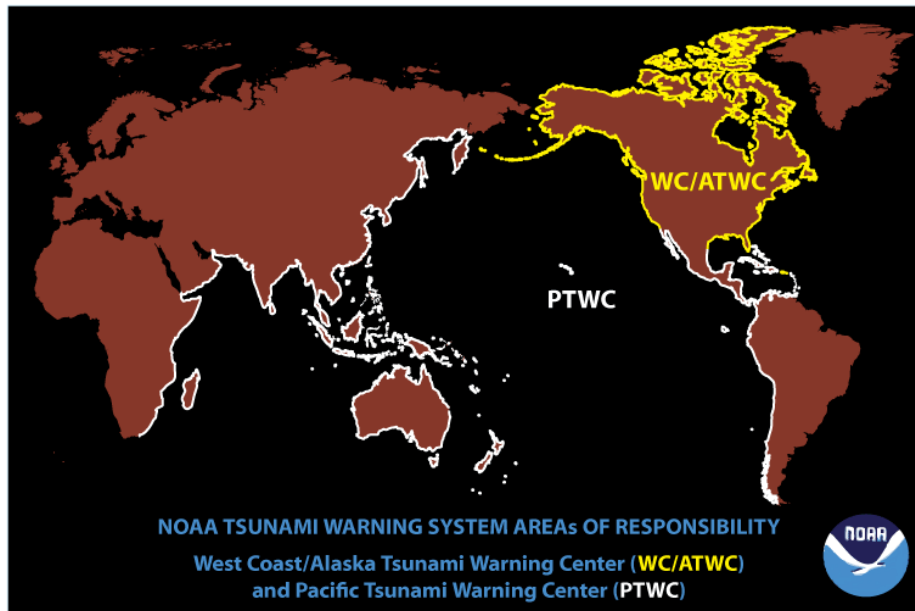 WC/ATWC
PTWC
NOAA TSUNAMI WARNING SYSTEM AREAs OF RESPONSIBILITY
West Coast/Alaska Tsunami Warning Center (WC/ATWC)
and Pacific Tsunami Warning Center (PTWC)
NOAA